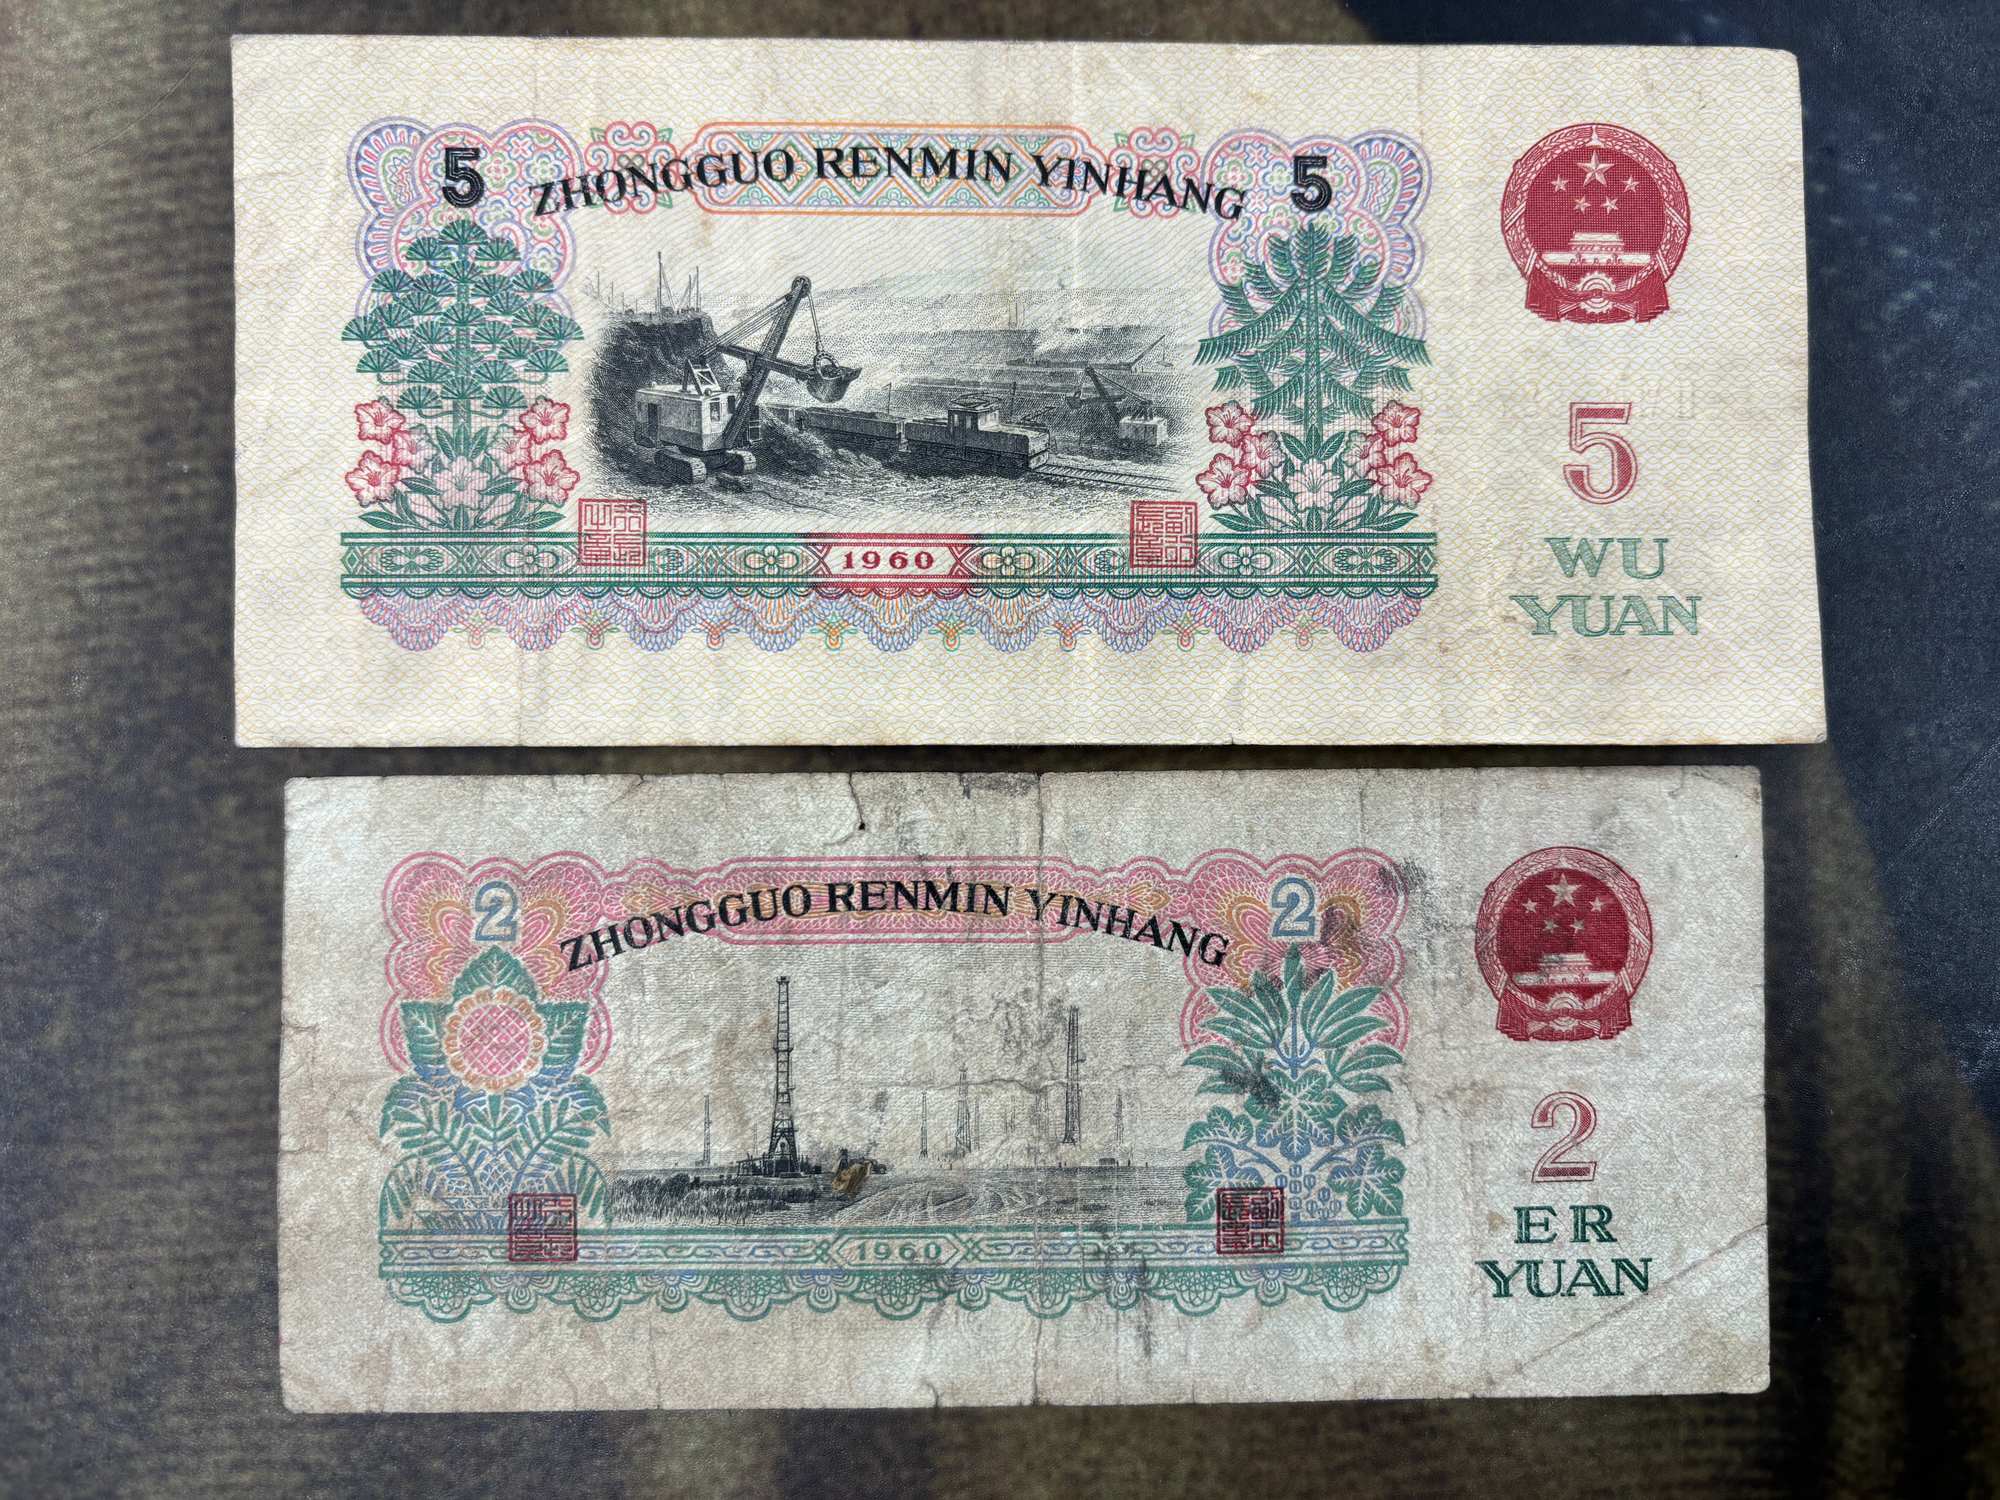 5 ZHONGGUO RENMIN YINHANG 5
1960
5
WU
YUAN
2 ZHONGGUO RENMIN YINHANG 2
1960
2
ER
YUAN